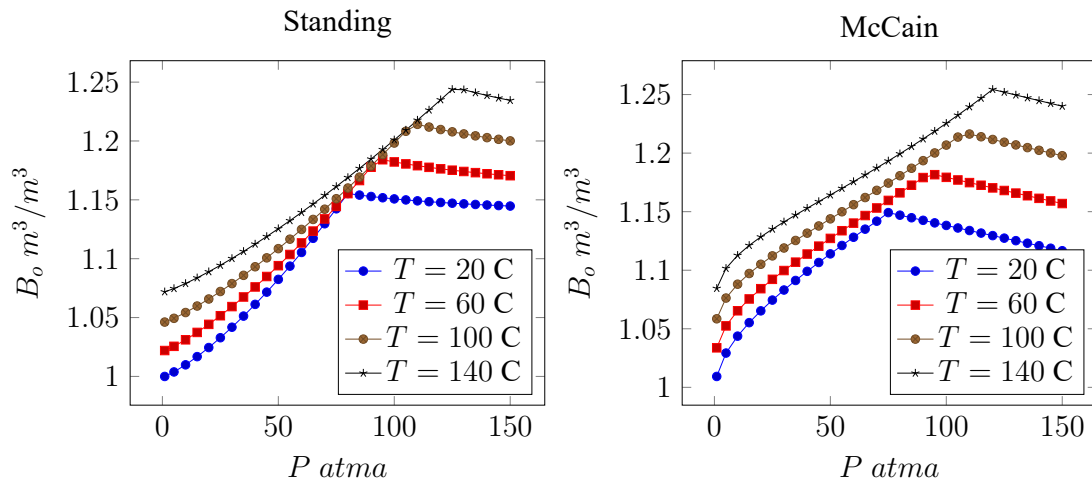 Standing
1.25
1.2
1.15
1.1
1.05
1
B_o m^3/m^3
0 50 100 150
P atma
T = 20 C
T = 60 C
T = 100 C
T = 140 C
McCain
1.25
1.2
1.15
1.1
1.05
1
B_o m^3/m^3
0 50 100 150
P atma
T = 20 C
T = 60 C
T = 100 C
T = 140 C